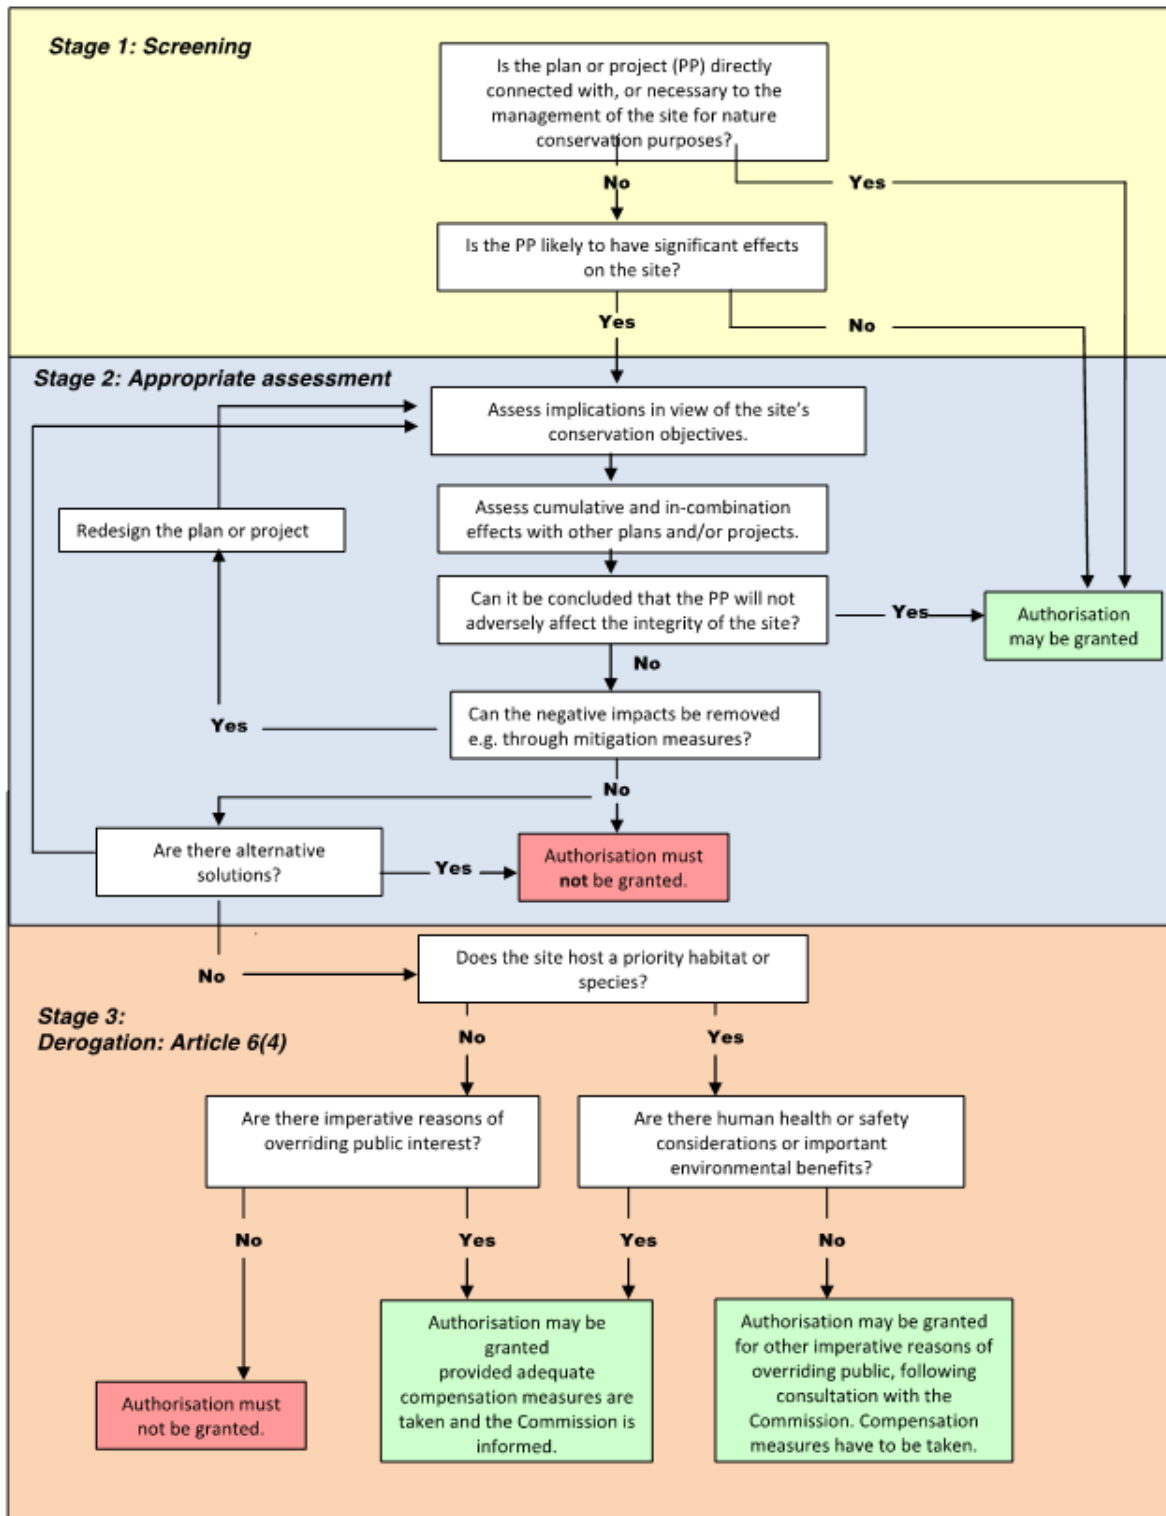 Stage 1: Screening
Is the plan or project (PP) directly
connected with, or necessary to the
management of the site for nature
conservation purposes?
No
Yes
Is the PP likely to have significant effects
on the site?
Yes
No
Stage 2: Appropriate assessment
Assess implications in view of the site's
conservation objectives.
Redesign the plan or project
Assess cumulative and in-combination
effects with other plans and/or projects.
Can it be concluded that the PP will not
adversely affect the integrity of the site?
Yes
Authorisation
may be granted
No
Can the negative impacts be removed
e.g. through mitigation measures?
Yes
No
Are there alternative
solutions?
Yes
Authorisation must
not be granted.
No
Does the site host a priority habitat or
species?
Stage 3:
Derogation: Article 6(4)
No
Yes
Are there imperative reasons of
overriding public interest?
Are there human health or safety
considerations or important
environmental benefits?
No
Yes
Yes
No
Authorisation must
not be granted.
Authorisation may be
granted
provided adequate
compensation measures are
taken and the Commission is
informed.
Authorisation may be granted
for other imperative reasons of
overriding public, following
consultation with the
Commission. Compensation
measures have to be taken.